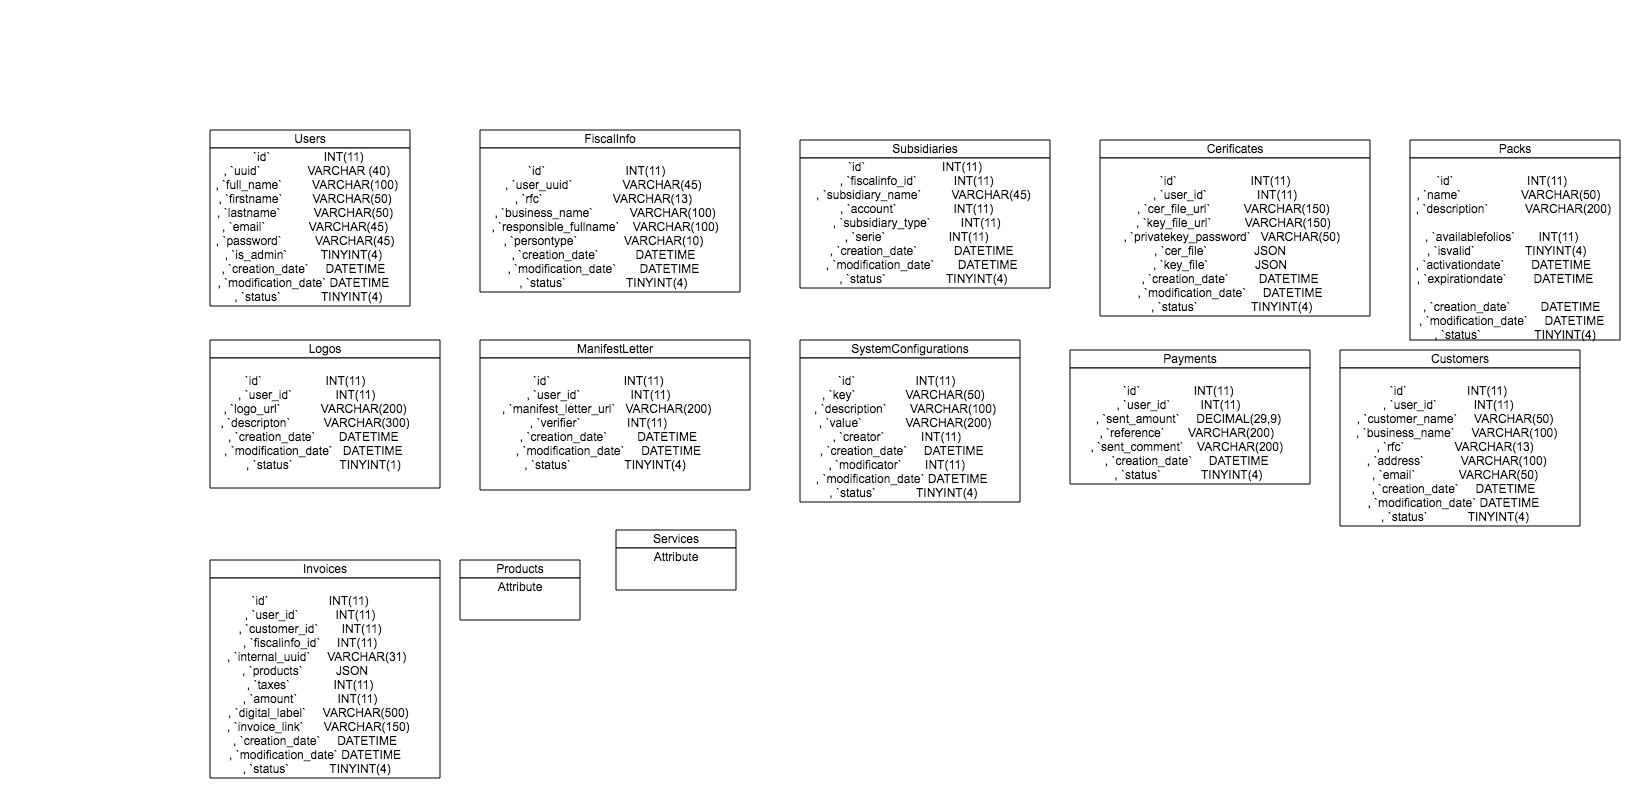 Users
`id` INT(11)
, `uuid` VARCHAR (40)
, `full_name` VARCHAR(100)
, `firstname` VARCHAR(50)
, `lastname` VARCHAR(50)
, `email` VARCHAR(45)
, `password` VARCHAR(45)
, `is_admin` TINYINT(4)
, `creation_date` DATETIME
, `modification_date` DATETIME
, `status` TINYINT(4)
FiscalInfo
`id` INT(11)
, `user_uuid` VARCHAR(45)
, `rfc` VARCHAR(13)
, `business_name` VARCHAR(100)
, `responsible_fullname` VARCHAR(100)
, `persontype` VARCHAR(10)
, `creation_date` DATETIME
, `modification_date` DATETIME
, `status` TINYINT(4)
Subsidiaries
`id` INT(11)
, `fiscalinfo_id` INT(11)
, `subsidiary_name` VARCHAR(45)
, `account` INT(11)
, `subsidiary_type` INT(11)
, `serie` INT(11)
, `creation_date` DATETIME
, `modification_date` DATETIME
, `status` TINYINT(4)
Cerificates
`id` INT(11)
, `user_id` INT(11)
, `cer_file_url` VARCHAR(150)
, `key_file_url` VARCHAR(150)
, `privatekey_password` VARCHAR(50)
, `cer_file` JSON
, `key_file` JSON
, `creation_date` DATETIME
, `modification_date` DATETIME
, `status` TINYINT(4)
Packs
`id` INT(11)
, `name` VARCHAR(50)
, `description` VARCHAR(200)
, `availablefolios` INT(11)
, `isvalid` TINYINT(4)
, `activationdate` DATETIME
, `expirationdate` DATETIME
, `creation_date` DATETIME
, `modification_date` DATETIME
, `status` TINYINT(4)
Logos
`id` INT(11)
, `user_id` INT(11)
, `logo_url` VARCHAR(200)
, `descripton` VARCHAR(300)
, `creation_date` DATETIME
, `modification_date` DATETIME
, `status` TINYINT(1)
ManifestLetter
`id` INT(11)
, `user_id` INT(11)
, `manifest_letter_url` VARCHAR(200)
, `verifier` INT(11)
, `creation_date` DATETIME
, `modification_date` DATETIME
, `status` TINYINT(4)
SystemConfigurations
`id` INT(11)
, `key` VARCHAR(50)
, `description` VARCHAR(100)
, `value` VARCHAR(200)
, `creator` INT(11)
, `creation_date` DATETIME
, `modificator` INT(11)
, `modification_date` DATETIME
, `status` TINYINT(4)
Payments
`id` INT(11)
, `user_id` INT(11)
, `sent_amount` DECIMAL(29,9)
, `reference` VARCHAR(200)
, `sent_comment` VARCHAR(200)
, `creation_date` DATETIME
, `status` TINYINT(4)
Customers
`id` INT(11)
, `user_id` INT(11)
, `customer_name` VARCHAR(50)
, `business_name` VARCHAR(100)
, `rfc` VARCHAR(13)
, `address` VARCHAR(100)
, `email` VARCHAR(50)
, `creation_date` DATETIME
, `modification_date` DATETIME
, `status` TINYINT(4)
Invoices
`id` INT(11)
, `user_id` INT(11)
, `customer_id` INT(11)
, `fiscalinfo_id` INT(11)
, `internal_uuid` VARCHAR(31)
, `products` JSON
, `taxes` INT(11)
, `amount` INT(11)
, `digital_label` VARCHAR(500)
, `invoice_link` VARCHAR(150)
, `creation_date` DATETIME
, `modification_date` DATETIME
, `status` TINYINT(4)
Products
Attribute
Services
Attribute